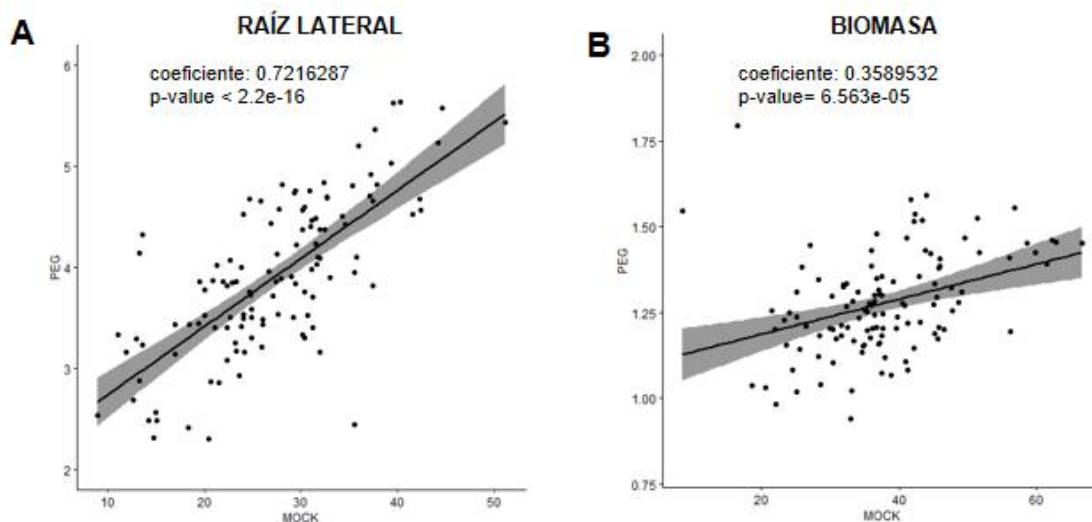 A
RAÍZ LATERAL
coeficiente: 0.7216287
p-value < 2.2e-16
6
5
4
3
2
PEG
10
20
30
40
50
MOCK
B
BIOMASA
coeficiente: 0.3589532
p-value= 6.563e-05
2.00
1.75
1.50
1.25
1.00
0.75
PEG
20
40
60
MOCK